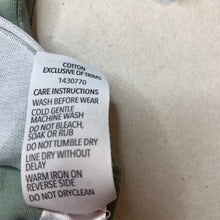 COTTON
EXCLUSIVE OF TRIMS
1430770
CARE INSTRUCTIONS
WASH BEFORE WEAR
COLD GENTLE
MACHINE WASH
DO NOT BLEACH,
SOAK OR RUB
DO NOT TUMBLE DRY
LINE DRY WITHOUT
DELAY
WARM IRON ON
REVERSE SIDE
DO NOT DRYCLEAN